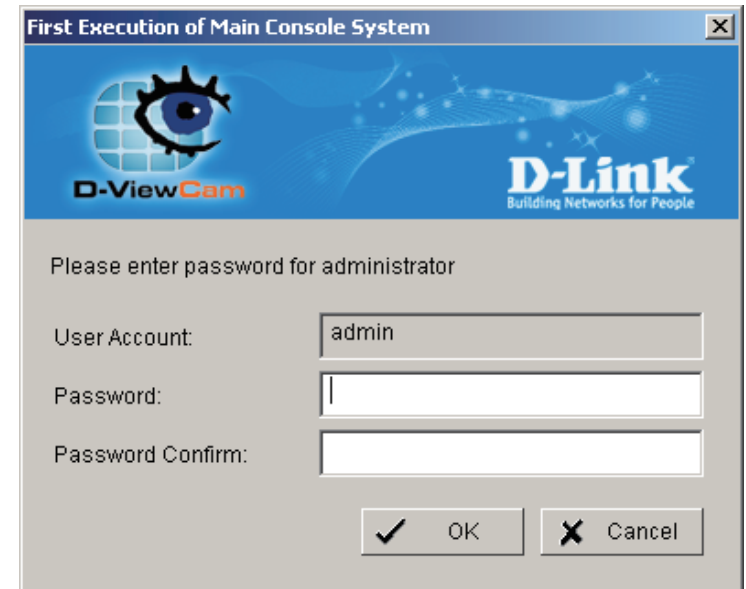 First Execution of Main Console System
D-ViewCam
D-Link
Building Networks for People
Please enter password for administrator
User Account:
admin
Password:
Password Confirm:
OK
Cancel